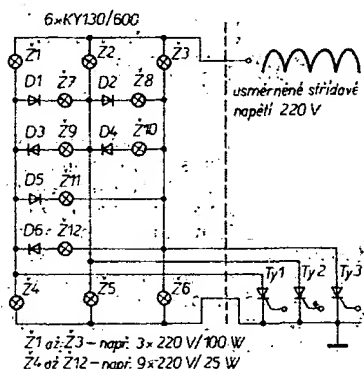 6×KY130/600
Ž1 Ž2 Ž3
D1 Ž7 D2 Ž8
usměrněné střídavé
napětí 220 V
D3 Ž9 D4 Ž10
D5 Ž11
D6 Ž12
Ty1 Ty2 Ty3
Ž4 Ž5 Ž6
Ž1 až Ž3 – např. 3×220 V/100 W
Ž4 až Ž12 – např. 9×220 V/25 W